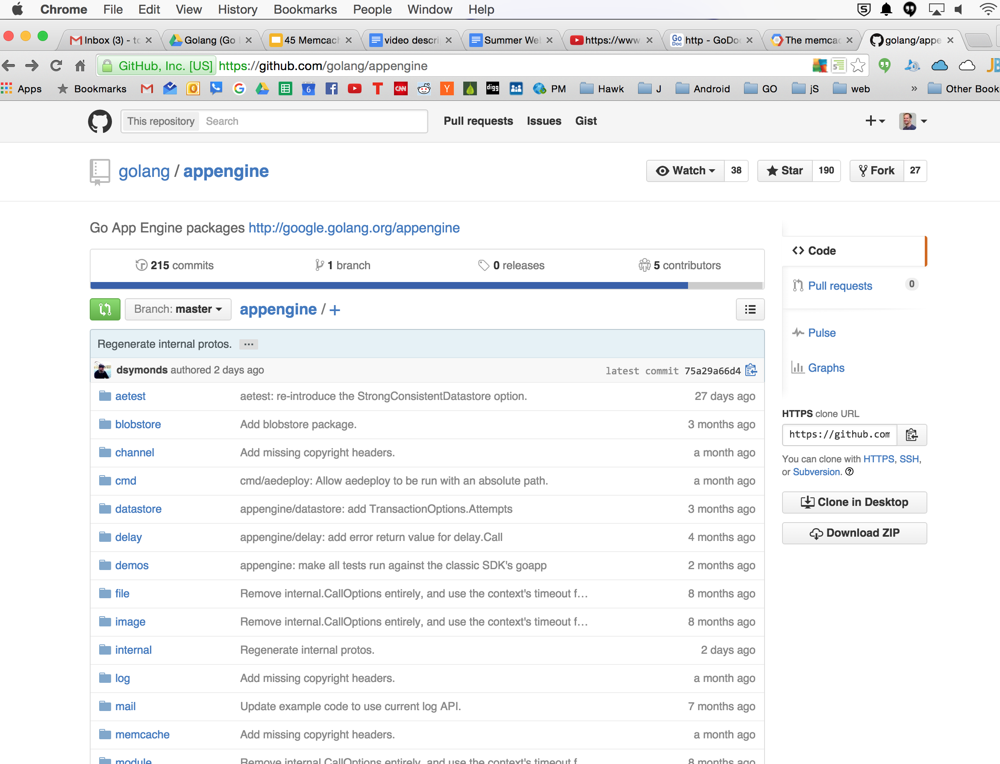 Chrome File Edit View History Bookmarks People Window Help
Inbox (3) - to Golang (Go 45 Memcach video descri Summer We https://www. Go Doc http - GoDo The memcac golang/appe
GitHub, Inc. [US] https://github.com/golang/appengine
Apps Bookmarks 6 T CNN Y digg PM Hawk J Android GO jS web » Other Book
This repository Search Pull requests Issues Gist
golang / appengine Watch 38 Star 190 Fork 27
Go App Engine packages http://google.golang.org/appengine
215 commits 1 branch 0 releases 5 contributors
Branch: master appengine / +
Regenerate internal protos. ...
dsymonds authored 2 days ago latest commit 75a29a66d4
aetest aetest: re-introduce the StrongConsistentDatastore option. 27 days ago
blobstore Add blobstore package. 3 months ago
channel Add missing copyright headers. a month ago
cmd cmd/aedeploy: Allow aedeploy to be run with an absolute path. a month ago
datastore appengine/datastore: add TransactionOptions.Attempts 3 months ago
delay appengine/delay: add error return value for delay.Call 4 months ago
demos appengine: make all tests run against the classic SDK's goapp 2 months ago
file Remove internal.CallOptions entirely, and use the context's timeout f... 8 months ago
image Remove internal.CallOptions entirely, and use the context's timeout f... 8 months ago
internal Regenerate internal protos. 2 days ago
log Add missing copyright headers. a month ago
mail Update example code to use current log API. 7 months ago
memcache Add missing copyright headers. a month ago
module Remove internal.CallOptions entirely, and use the context's timeout f... 8 months ago
Code
Pull requests 0
Pulse
Graphs
HTTPS clone URL
https://github.com
You can clone with HTTPS, SSH,
or Subversion.
Clone in Desktop
Download ZIP